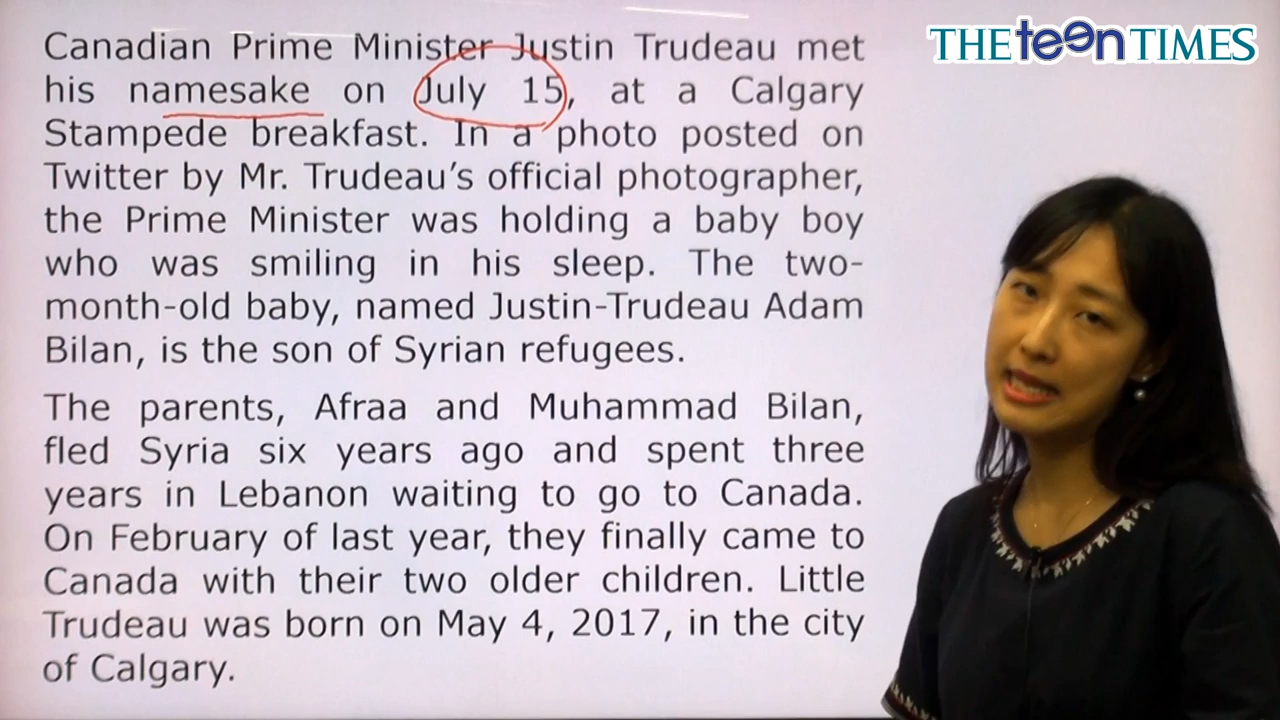 THE teen TIMES
Canadian Prime Minister Justin Trudeau met
his namesake on July 15, at a Calgary
Stampede breakfast. In a photo posted on
Twitter by Mr. Trudeau’s official photographer,
the Prime Minister was holding a baby boy
who was smiling in his sleep. The two-
month-old baby, named Justin-Trudeau Adam
Bilan, is the son of Syrian refugees.
The parents, Afraa and Muhammad Bilan,
fled Syria six years ago and spent three
years in Lebanon waiting to go to Canada.
On February of last year, they finally came to
Canada with their two older children. Little
Trudeau was born on May 4, 2017, in the city
of Calgary.